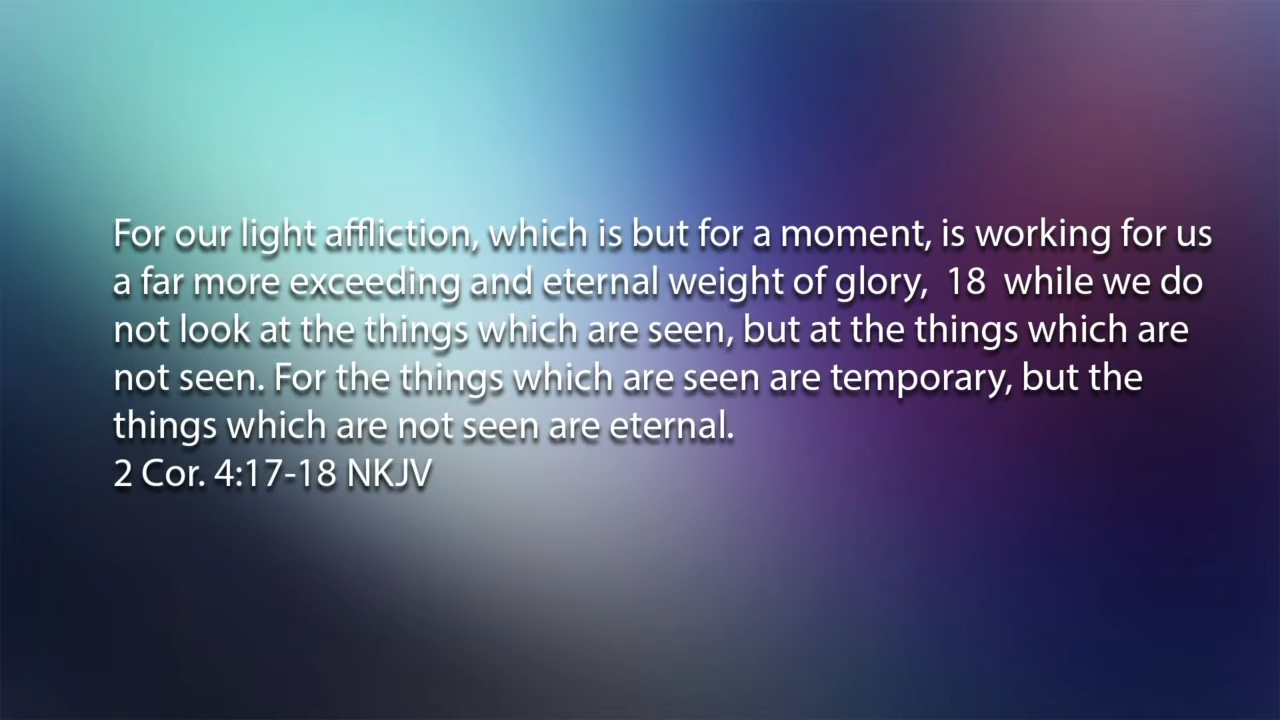 For our light affliction, which is but for a moment, is working for us
a far more exceeding and eternal weight of glory,  18  while we do
not look at the things which are seen, but at the things which are
not seen. For the things which are seen are temporary, but the
things which are not seen are eternal.
2 Cor. 4:17-18 NKJV